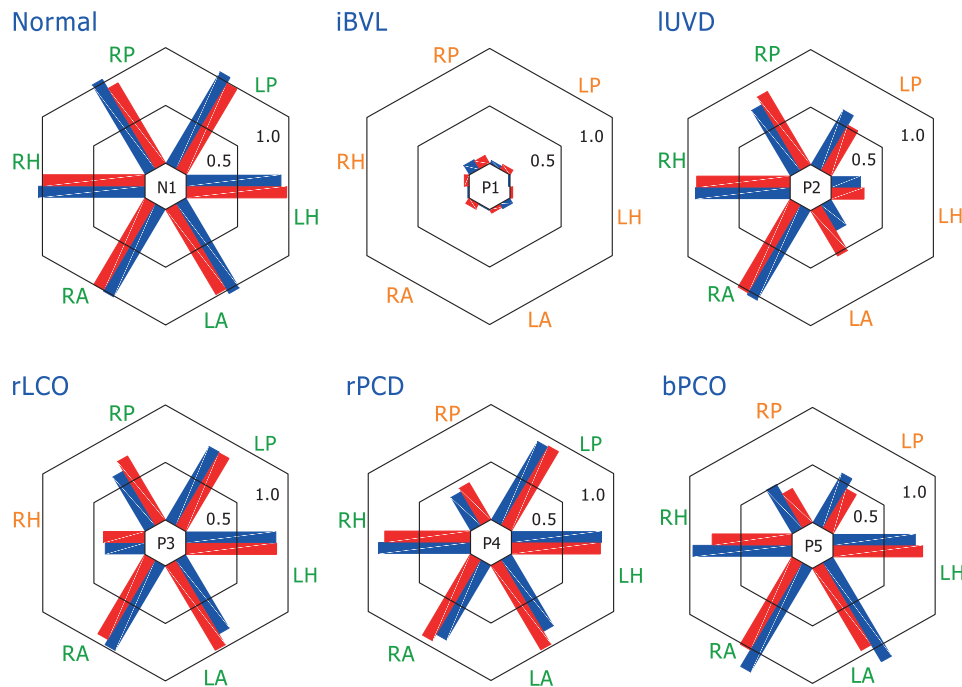 Normal
RP
LP
1.0
0.5
RH
N1
LH
RA
LA
iBVL
RP
LP
1.0
0.5
RH
P1
LH
RA
LA
lUVD
RP
LP
1.0
0.5
RH
P2
LH
RA
LA
rLCO
RP
LP
1.0
0.5
RH
P3
LH
RA
LA
rPCD
RP
LP
1.0
0.5
RH
P4
LH
RA
LA
bPCO
RP
LP
1.0
0.5
RH
P5
LH
RA
LA